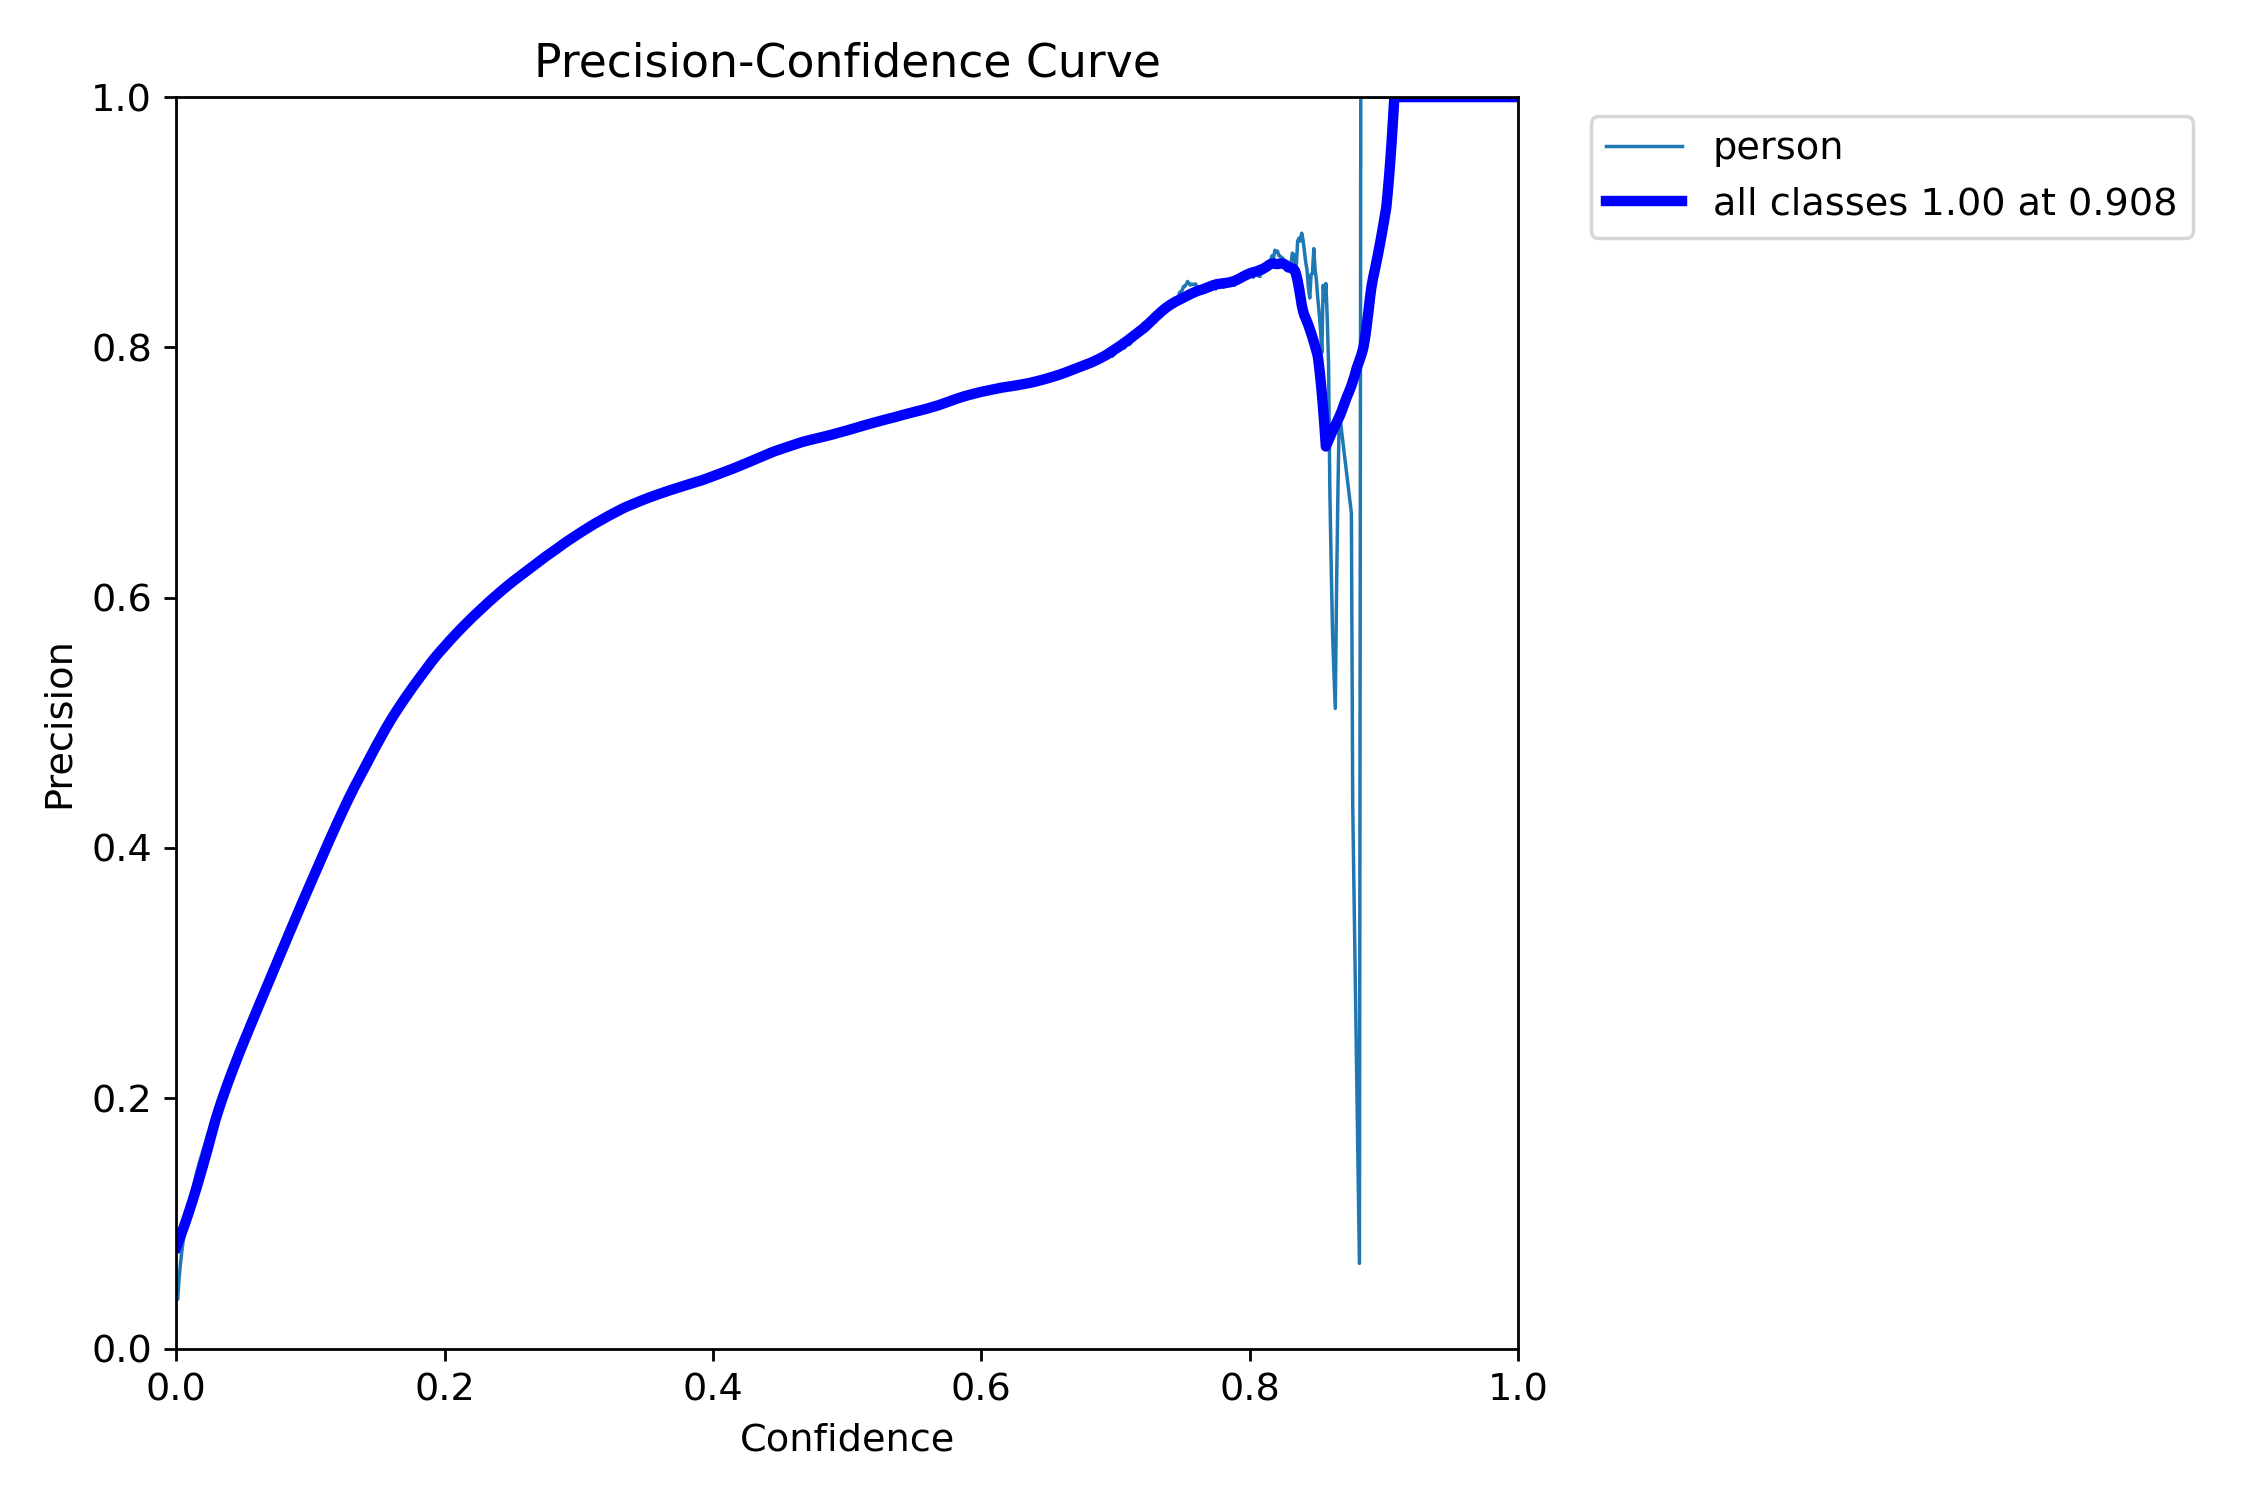 Precision-Confidence Curve
1.0
0.8
0.6
0.4
0.2
0.0
Precision
0.0 0.2 0.4 0.6 0.8 1.0
Confidence
person
all classes 1.00 at 0.908